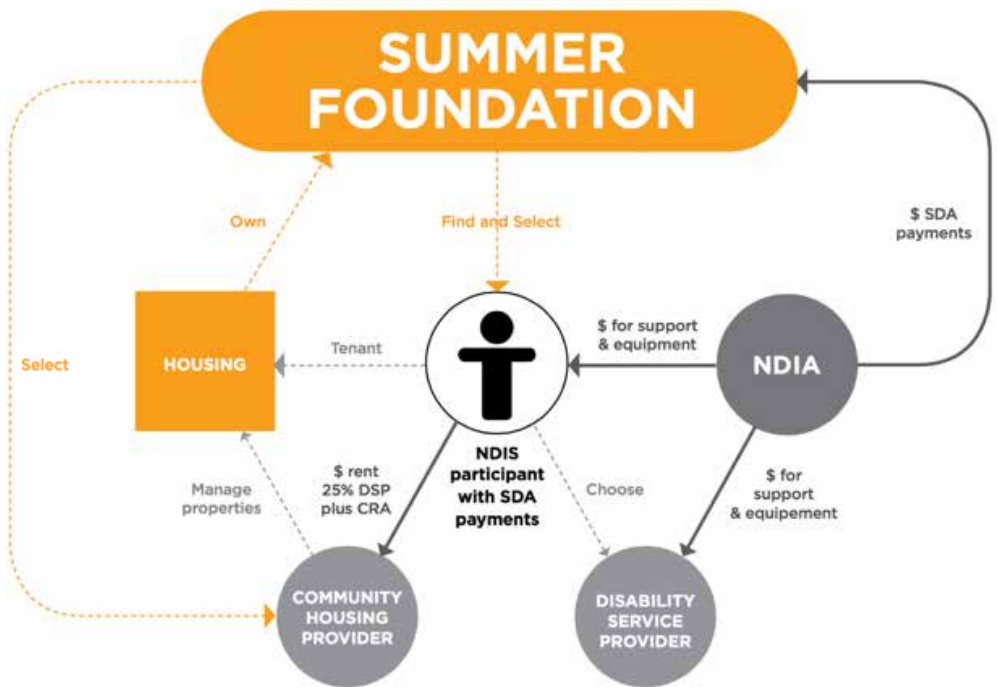 SUMMER
FOUNDATION
Own
Find and Select
$ SDA
payments
Select
HOUSING
Tenant
$ for support
& equipment
NDIA
NDIS
participant
with SDA
payments
Manage
properties
$ rent
25% DSP
plus CRA
Choose
$ for
support
& equipement
COMMUNITY
HOUSING
PROVIDER
DISABILITY
SERVICE
PROVIDER